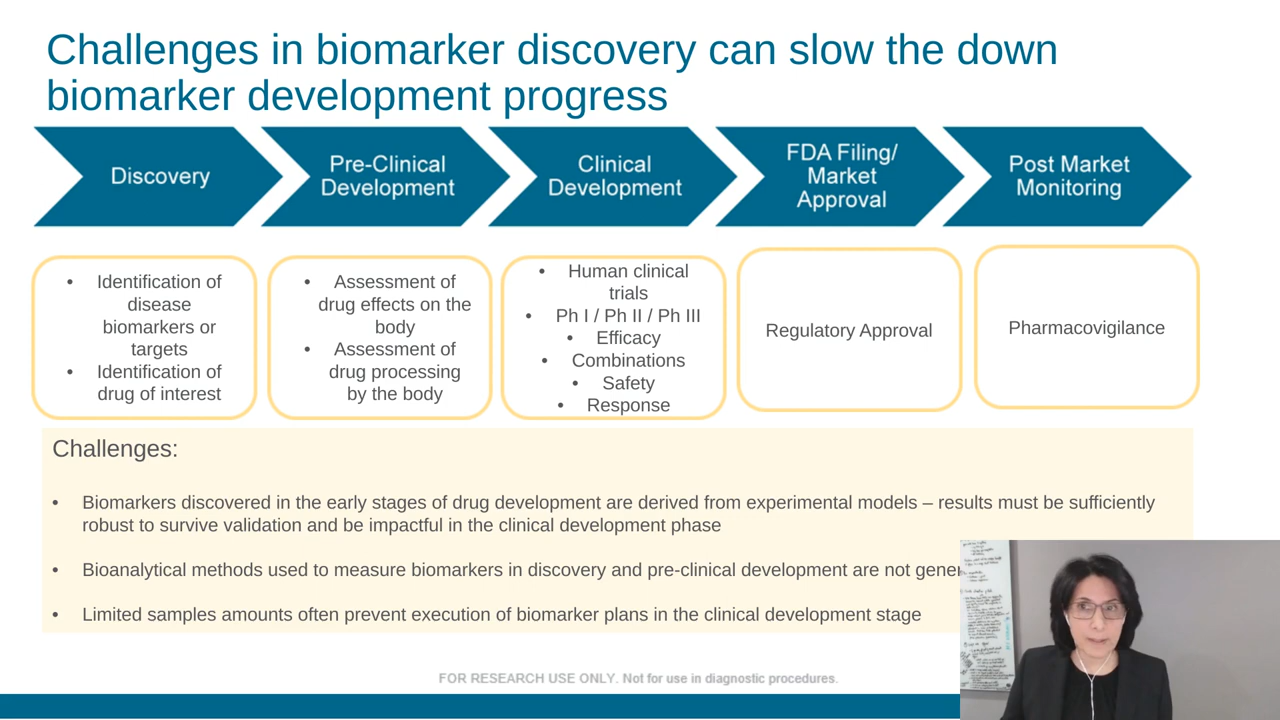 Challenges in biomarker discovery can slow the down
biomarker development progress
Discovery
Pre-Clinical
Development
Clinical
Development
FDA Filing/
Market
Approval
Post Market
Monitoring
• Identification of
disease
biomarkers or
targets
• Identification of
drug of interest
• Assessment of
drug effects on the
body
• Assessment of
drug processing
by the body
• Human clinical
trials
• Ph I / Ph II / Ph III
• Efficacy
• Combinations
• Safety
• Response
Regulatory Approval
Pharmacovigilance
Challenges:
• Biomarkers discovered in the early stages of drug development are derived from experimental models – results must be sufficiently
robust to survive validation and be impactful in the clinical development phase
• Bioanalytical methods used to measure biomarkers in discovery and pre-clinical development are not
• Limited samples amounts often prevent execution of biomarker plans in the clinical development stage
FOR RESEARCH USE ONLY. Not for use in diagnostic procedures.